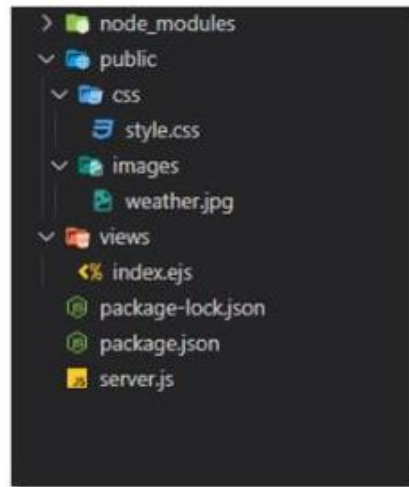 node_modules
public
css
style.css
images
weather.jpg
views
index.ejs
package-lock.json
package.json
server.js